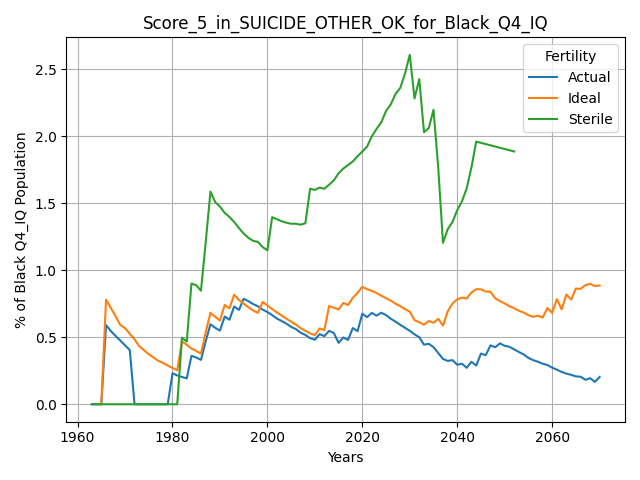 Score_5_in_SUICIDE_OTHER_OK_for_Black_Q4_IQ
Fertility
Actual
Ideal
Sterile
% of Black Q4_IQ Population
2.5
2.0
1.5
1.0
0.5
0.0
1960 1980 2000 2020 2040 2060
Years